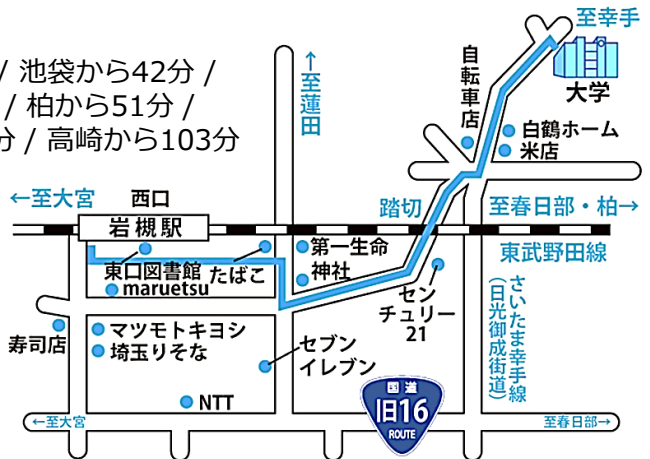 / 池袋から42分 /
/ 柏から51分 /
分 / 高崎から103分
至幸手
大学
自転車店
↑至蓮田
白鶴ホーム
米店
←至大宮
西口
岩槻駅
踏切
至春日部・柏→
東武野田線
東口図書館
たばこ
第一生命
神社
maruetsu
センチュリー21
さいたま幸手線
(日光御成街道)
寿司店
マツモトキヨシ
埼玉りそな
セブン
イレブン
NTT
国道
旧16
ROUTE
←至大宮
至春日部→